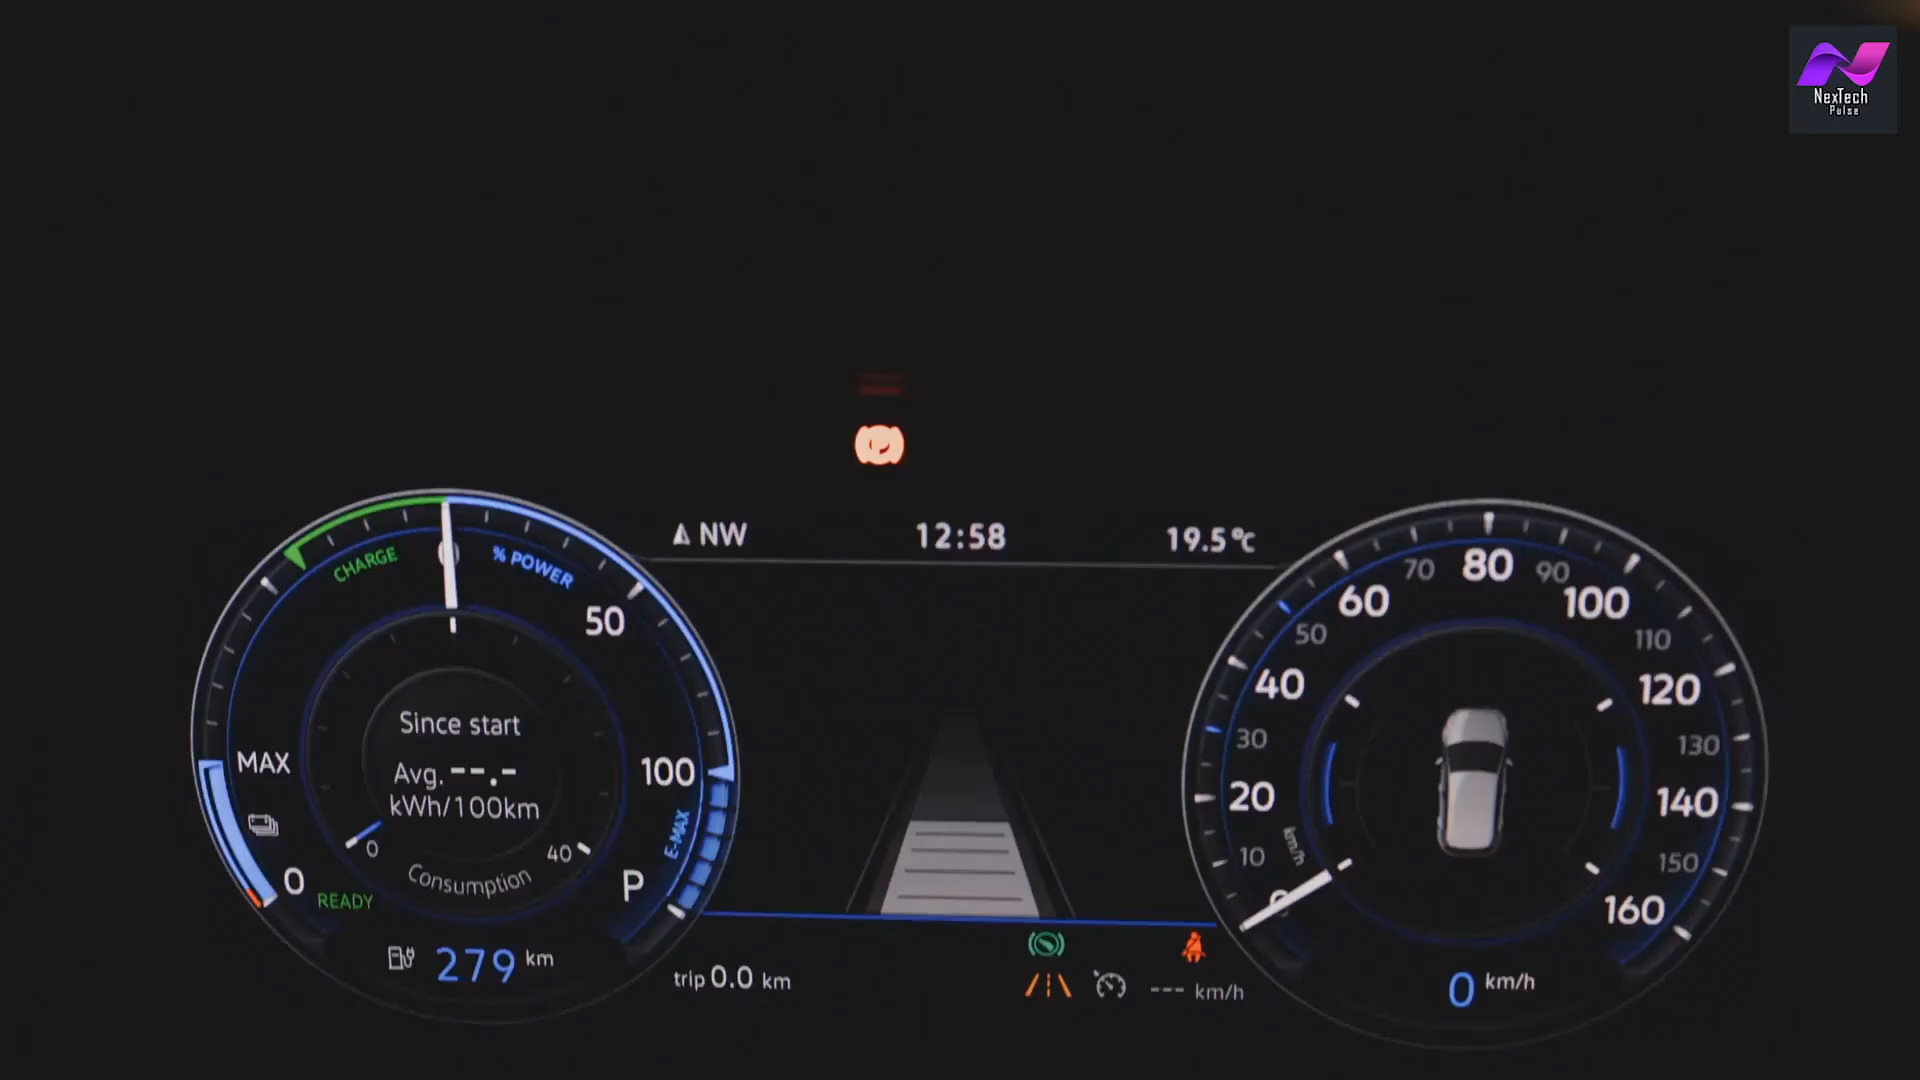 NexTech
Pulse
NW
12:58
19.5°C
CHARGE
% POWER
50
100
E-MAX
P
MAX
0
READY
Since start
Avg. --.-
kWh/100km
0
40
Consumption
279 km
trip 0.0 km
--- km/h
0
10
20
30
40
50
60
70
80
90
100
110
120
130
140
150
160
km/h
0 km/h